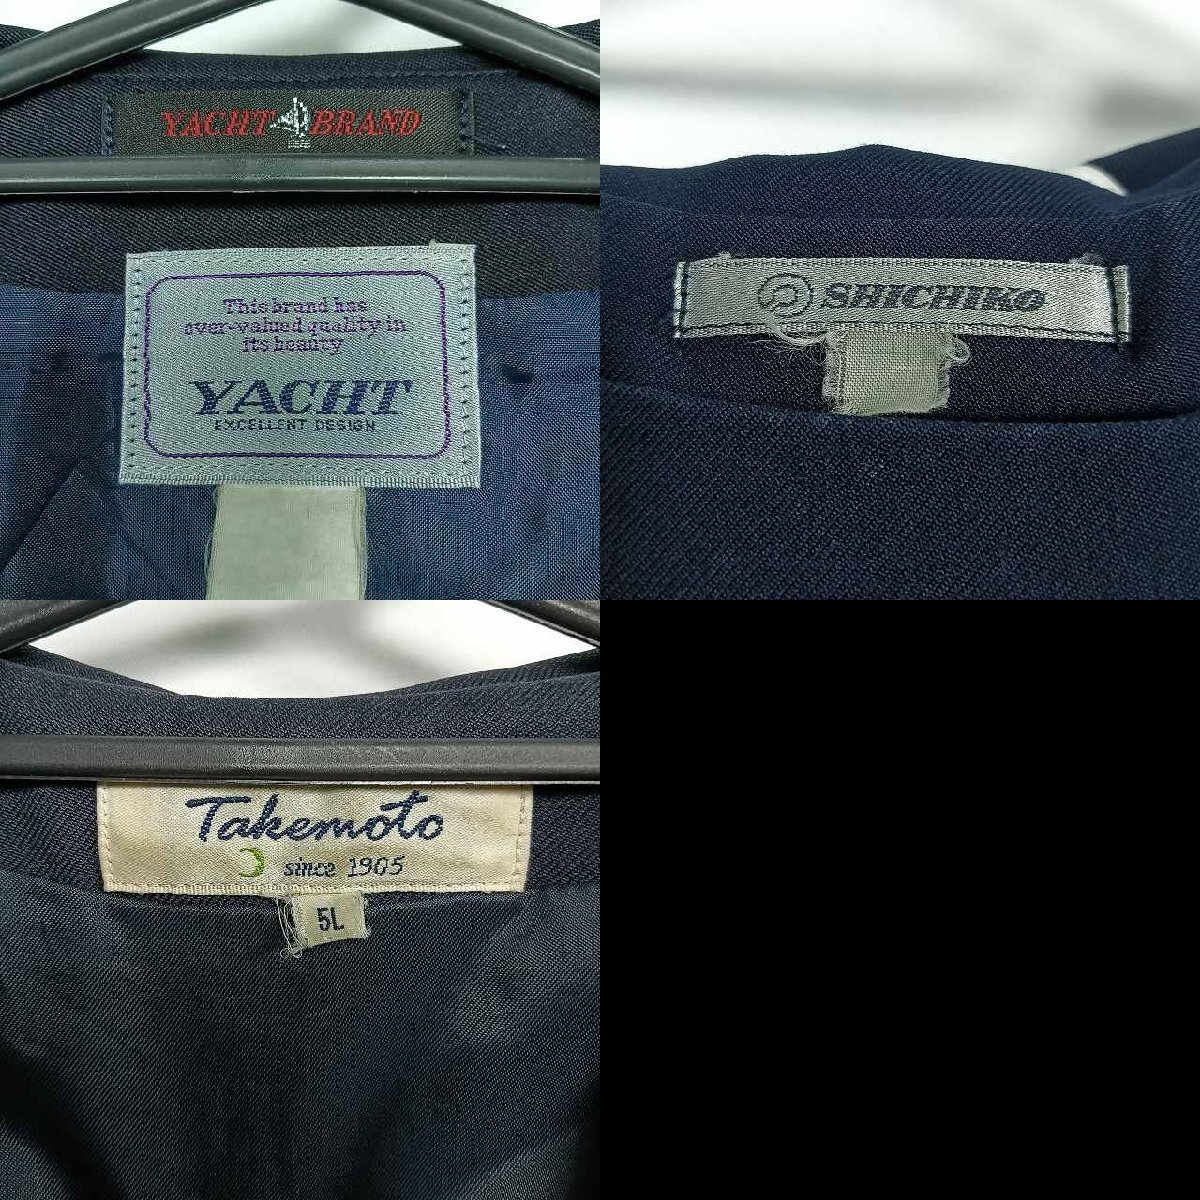 YACHT BRAND
This brand has
over-valued quality in
its beauty
YACHT
EXCELLENT DESIGN
SHICHIKO
Takemoto
since 1905
5L